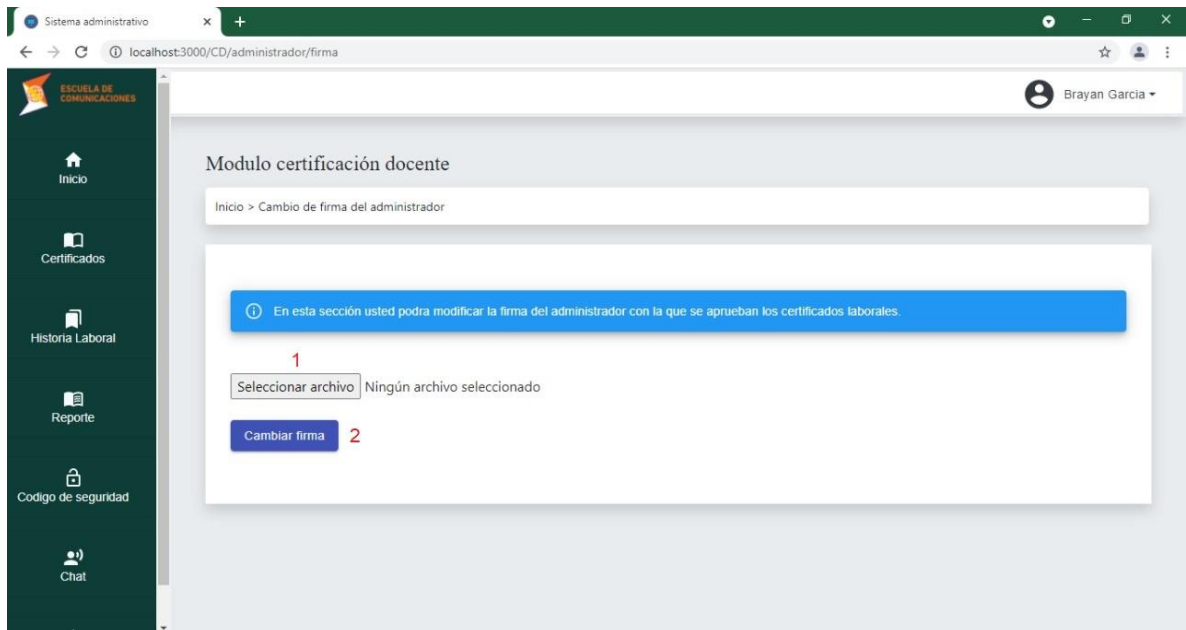 Sistema administrativo
localhost:3000/CD/administrador/firma
ESCUELA DE
COMUNICACIONES
Brayan Garcia
Inicio
Certificados
Historia Laboral
Reporte
Codigo de seguridad
Chat
Modulo certificación docente
Inicio > Cambio de firma del administrador
En esta sección usted podra modificar la firma del administrador con la que se aprueban los certificados laborales.
1
Seleccionar archivo Ningún archivo seleccionado
Cambiar firma 2